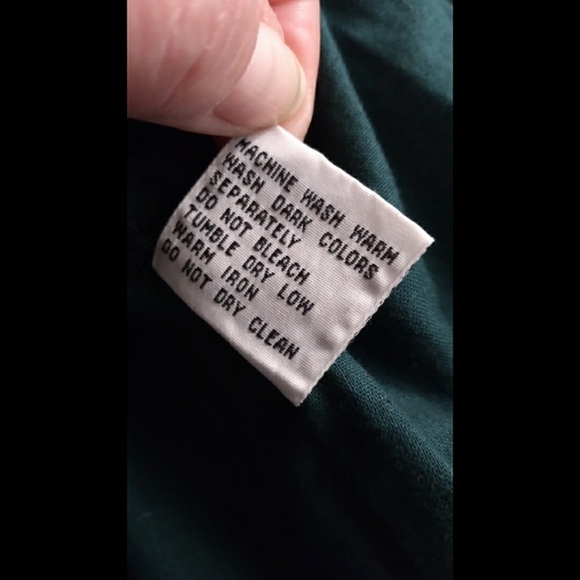 MACHINE WASH WARM
WASH DARK COLORS
SEPARATELY
DO NOT BLEACH
TUMBLE DRY LOW
WARM IRON
DO NOT DRY CLEAN